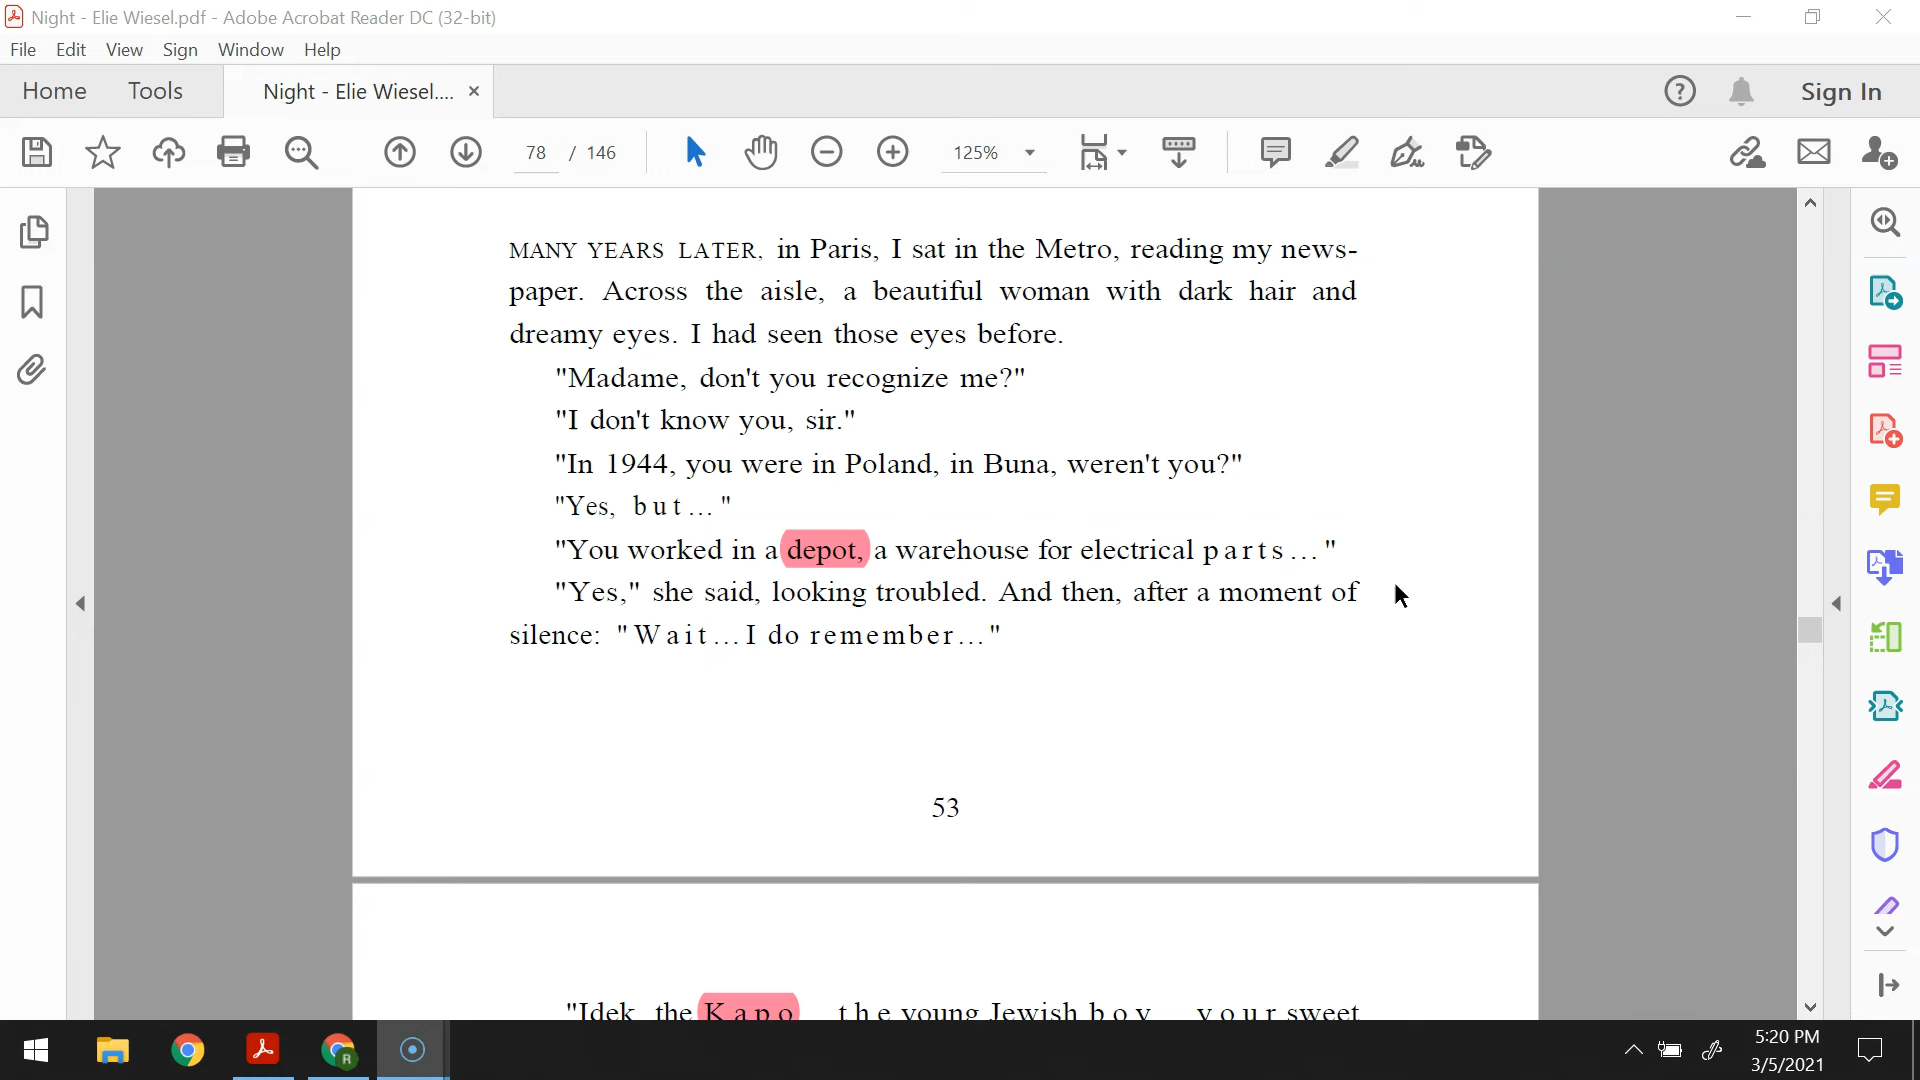 Night - Elie Wiesel.pdf - Adobe Acrobat Reader DC (32-bit)
File Edit View Sign Window Help
Home Tools Night - Elie Wiesel.... × Sign In
78 / 146 125%
MANY YEARS LATER, in Paris, I sat in the Metro, reading my news-
paper. Across the aisle, a beautiful woman with dark hair and
dreamy eyes. I had seen those eyes before.
"Madame, don't you recognize me?"
"I don't know you, sir."
"In 1944, you were in Poland, in Buna, weren't you?"
"Yes, but..."
"You worked in a depot, a warehouse for electrical parts..."
"Yes," she said, looking troubled. And then, after a moment of
silence: "Wait...I do remember..."
53
"Idek, the Kapo the young Jewish boy your sweet
R
5:20 PM
3/5/2021